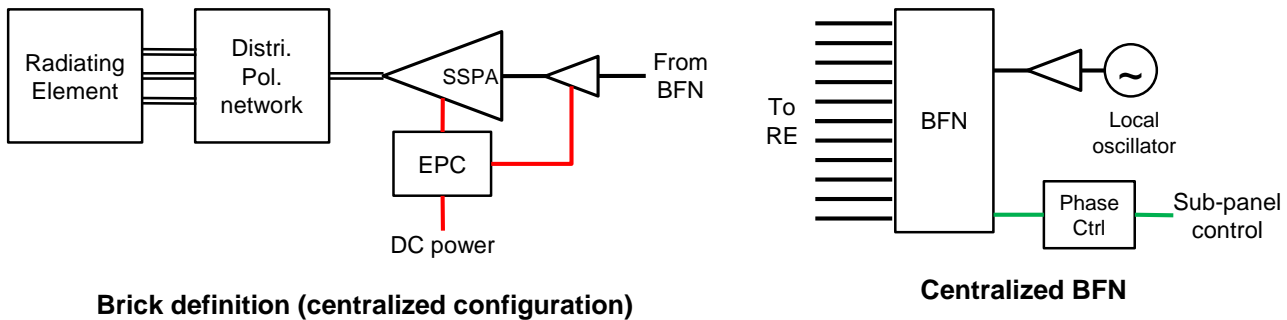 Radiating
Element
Distri.
Pol.
network
SSPA
From
BFN
EPC
DC power
Brick definition (centralized configuration)
To
RE
BFN
~
Local
oscillator
Phase
Ctrl
Sub-panel
control
Centralized BFN